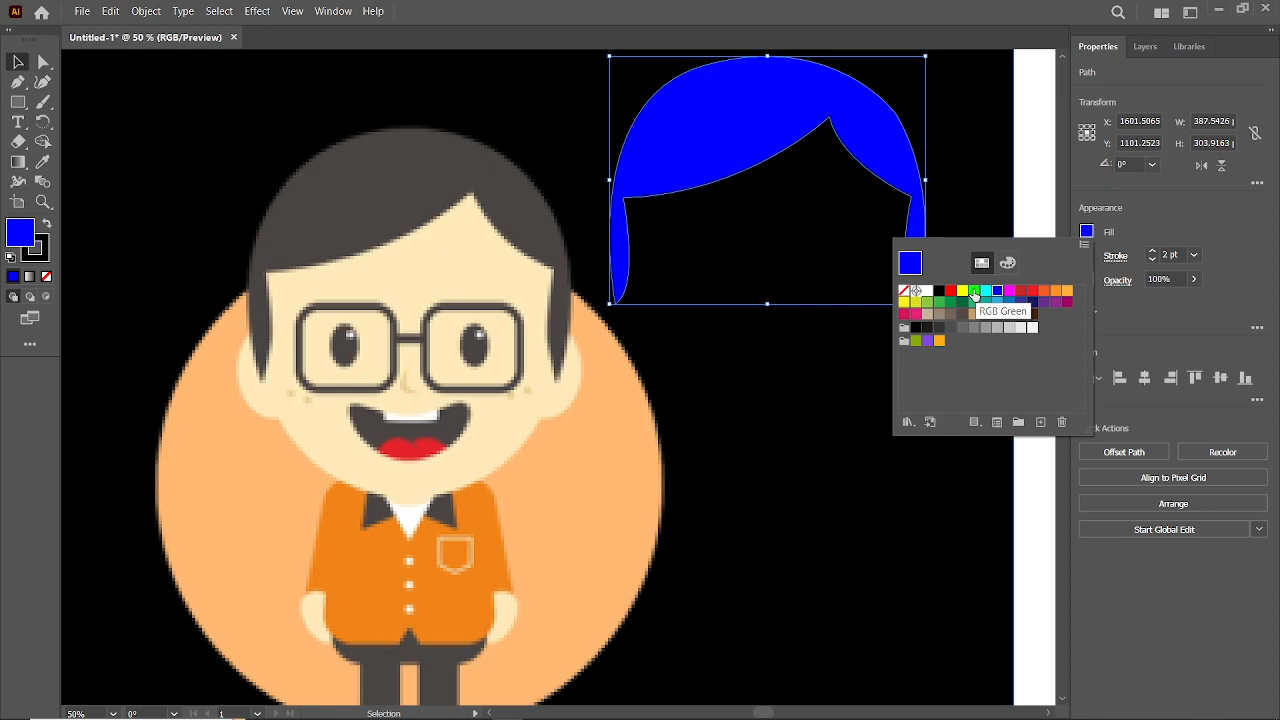 Ai
File Edit Object Type Select Effect View Window Help
Untitled-1* @ 50 % (RGB/Preview) ×
Properties Layers Libraries
Path
Transform
X: 1601.5065 W: 387.5426
Y: 1101.2523 H: 303.9163
0°
Appearance
Fill
Stroke 2 pt
Opacity 100%
RGB Green
Offset Path Recolor
Align to Pixel Grid
Arrange
Start Global Edit
50% 0° 1 Selection